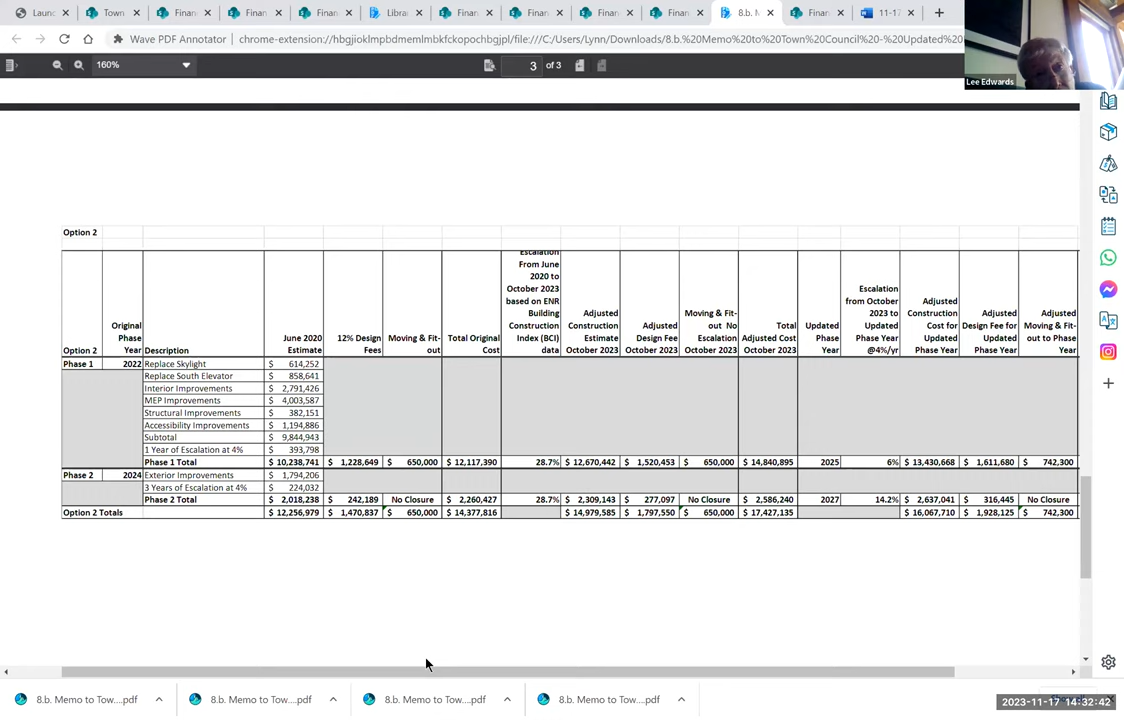 Launc
Town
Finan
Finan
Finan
Librar
Finan
Finan
Finan
Finan
8.b. M
Finan
11-17
Wave PDF Annotator | chrome-extension://hbgjioklmpbdmemlmbkfckopochbgjpl/file:///C:/Users/Lynn/Downloads/8.b.%20Memo%20to%20Town%20Council%20-%20Updated%20
160%
3 of 3
Lee Edwards
Option 2
Option 2 | Original Phase Year | Description | June 2020 Estimate | 12% Design Fees | Moving & Fit-out | Total Original Cost | Escalation From June 2020 to October 2023 based on ENR Building Construction Index (BCI) data | Adjusted Construction Estimate October 2023 | Adjusted Design Fee October 2023 | Moving & Fit-out No Escalation October 2023 | Total Adjusted Cost October 2023 | Updated Phase Year | Escalation from October 2023 to Updated Phase Year @4%/yr | Adjusted Construction Cost for Updated Phase Year | Adjusted Design Fee for Updated Phase Year | Adjusted Moving & Fit-out to Phase Year
Phase 1 2022 Replace Skylight $ 614,252
Replace South Elevator $ 858,641
Interior Improvements $ 2,791,426
MEP Improvements $ 4,003,587
Structural Improvements $ 382,151
Accessibility Improvements $ 1,194,886
Subtotal $ 9,844,943
1 Year of Escalation at 4% $ 393,798
Phase 1 Total $ 10,238,741 $ 1,228,649 $ 650,000 $ 12,117,390 28.7% $ 12,670,442 $ 1,520,453 $ 650,000 $ 14,840,895 2025 6% $ 13,430,668 $ 1,611,680 $ 742,300
Phase 2 2024 Exterior Improvements $ 1,794,206
3 Years of Escalation at 4% $ 224,032
Phase 2 Total $ 2,018,238 $ 242,189 No Closure $ 2,260,427 28.7% $ 2,309,143 $ 277,097 No Closure $ 2,586,240 2027 14.2% $ 2,637,041 $ 316,445 No Closure
Option 2 Totals $ 12,256,979 $ 1,470,837 $ 650,000 $ 14,377,816 $ 14,979,585 $ 1,797,550 $ 650,000 $ 17,427,135 $ 16,067,710 $ 1,928,125 $ 742,300
8.b. Memo to Tow....pdf
8.b. Memo to Tow....pdf
8.b. Memo to Tow....pdf
8.b. Memo to Tow....pdf
2023-11-17 14:32:42